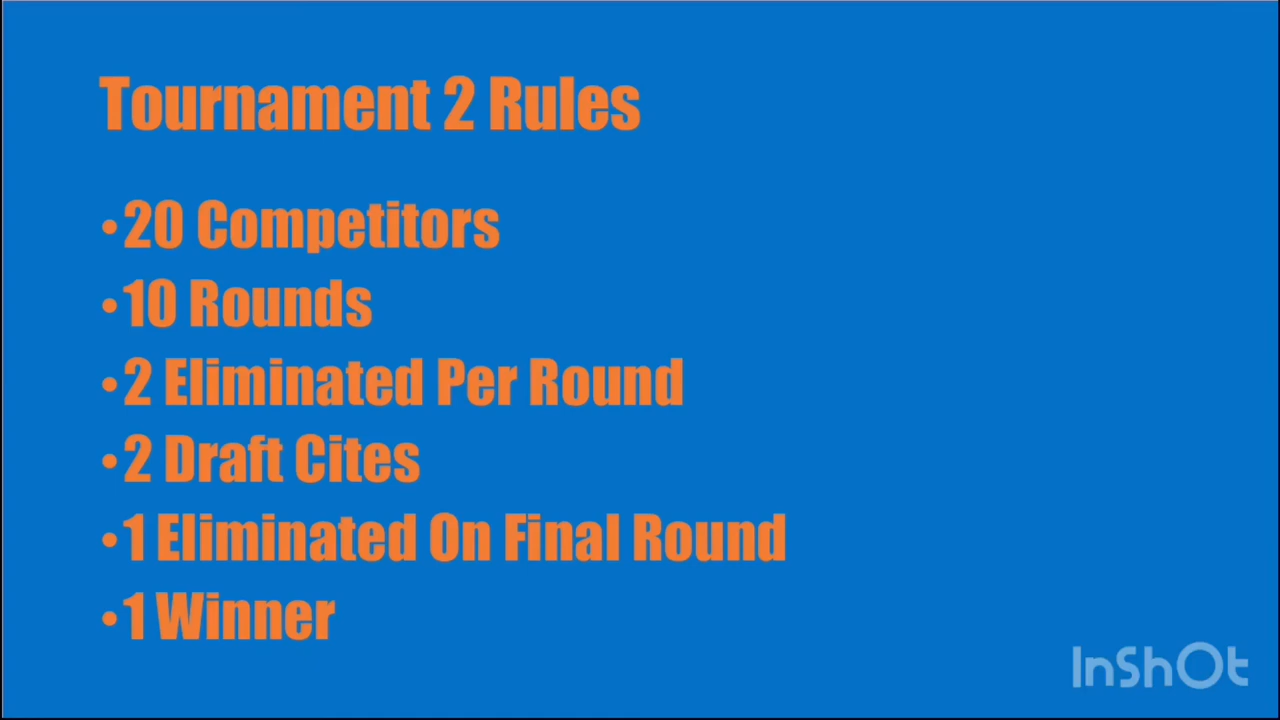 Tournament 2 Rules
•20 Competitors
•10 Rounds
•2 Eliminated Per Round
•2 Draft Cites
•1 Eliminated On Final Round
•1 Winner
InShOt